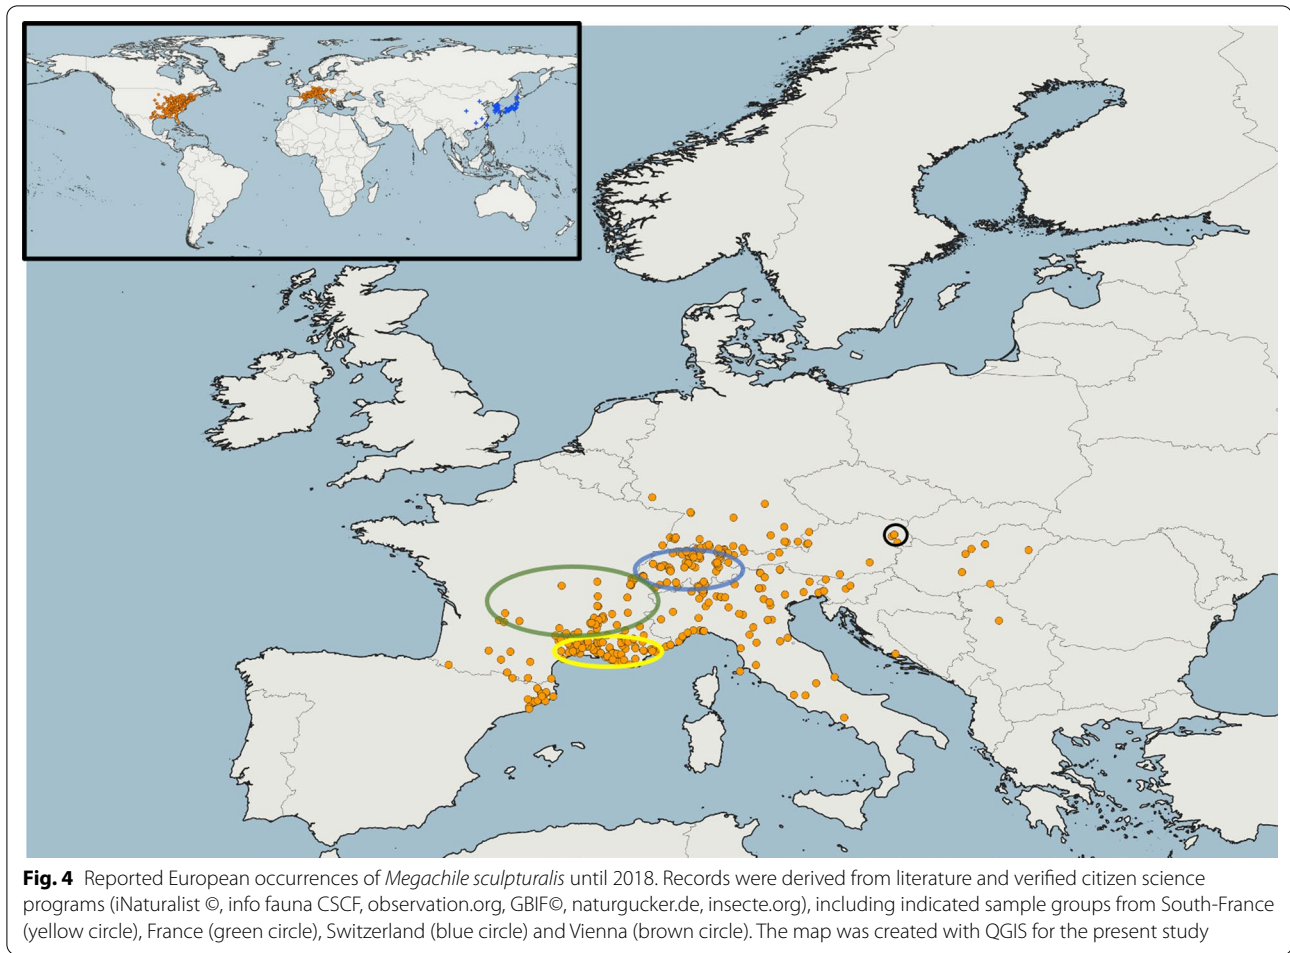 Fig. 4 Reported European occurrences of Megachile sculpturalis until 2018. Records were derived from literature and verified citizen science
programs (iNaturalist ©, info fauna CSCF, observation.org, GBIF©, naturgucker.de, insecte.org), including indicated sample groups from South-France
(yellow circle), France (green circle), Switzerland (blue circle) and Vienna (brown circle). The map was created with QGIS for the present study